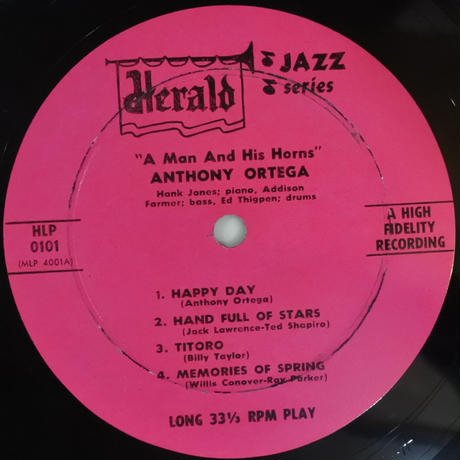 Herald
JAZZ
series
"A Man And His Horns"
ANTHONY ORTEGA
Hank Jones; piano, Addison
Farmer; bass, Ed Thigpen; drums
HLP
0101
(MLP 4001A)
A HIGH
FIDELITY
RECORDING
1. HAPPY DAY
(Anthony Ortega)
2. HAND FULL OF STARS
(Jack Lawrence-Ted Shapiro)
3. TITORO
(Billy Taylor)
4. MEMORIES OF SPRING
(Willis Conover-Ray Parker)
LONG 33⅓ RPM PLAY